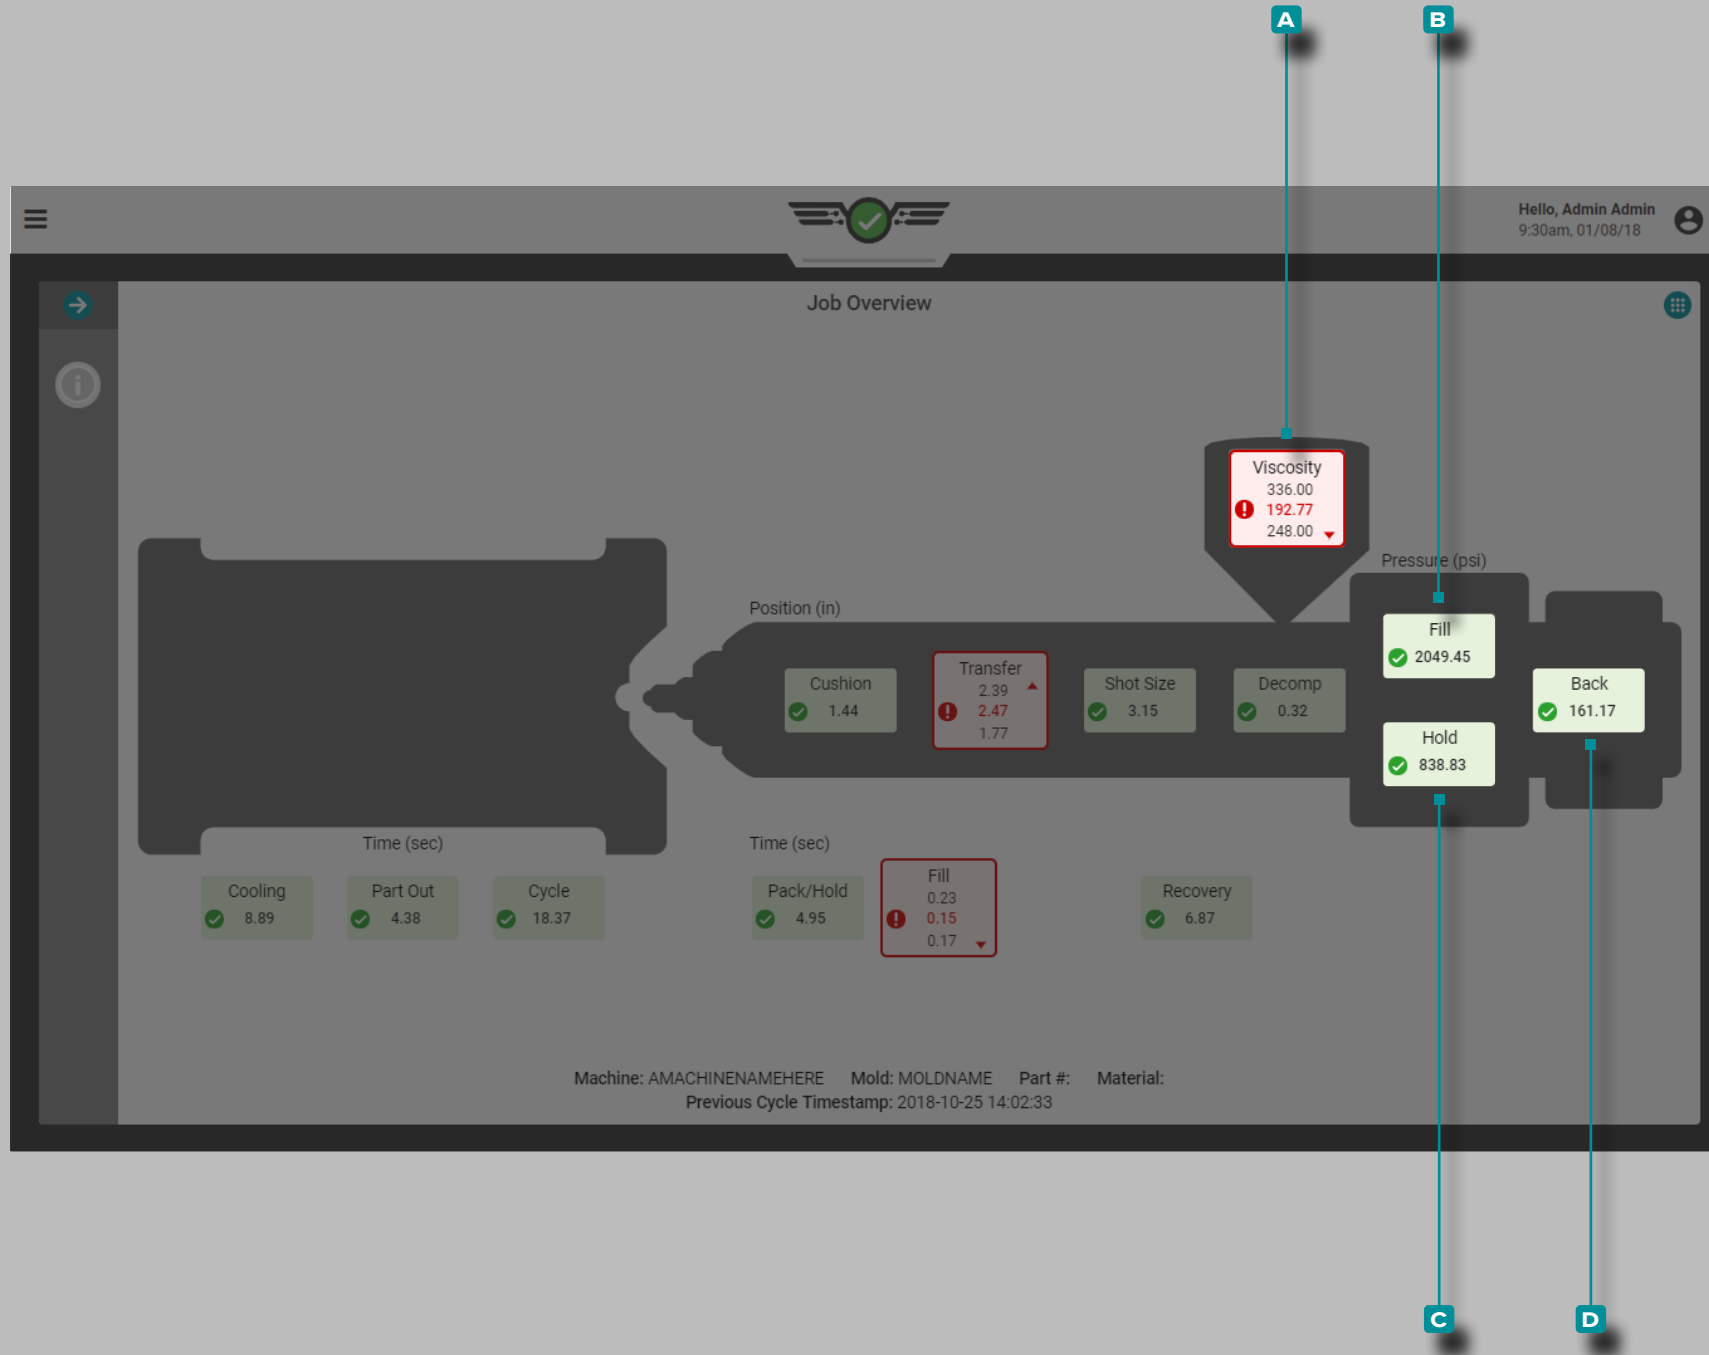 A
B
Hello, Admin Admin
9:30am, 01/08/18
Job Overview
Viscosity
336.00
192.77
248.00
Pressure (psi)
Position (in)
Fill
2049.45
Cushion
1.44
Transfer
2.39
2.47
1.77
Shot Size
3.15
Decomp
0.32
Back
161.17
Hold
838.83
Time (sec)
Time (sec)
Cooling
8.89
Part Out
4.38
Cycle
18.37
Pack/Hold
4.95
Fill
0.23
0.15
0.17
Recovery
6.87
Machine: AMACHINENAMEHERE Mold: MOLDNAME Part #: Material:
Previous Cycle Timestamp: 2018-10-25 14:02:33
C
D